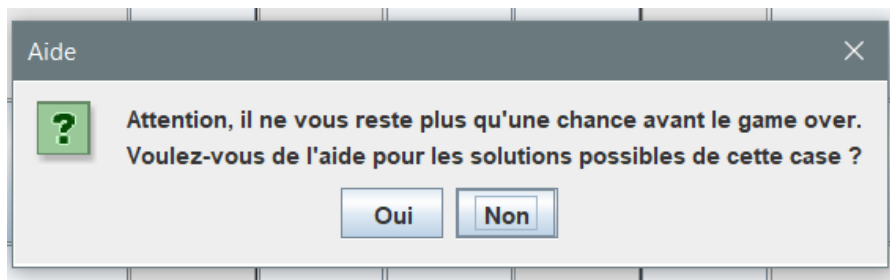 Aide
Attention, il ne vous reste plus qu'une chance avant le game over.
Voulez-vous de l'aide pour les solutions possibles de cette case ?
Oui Non